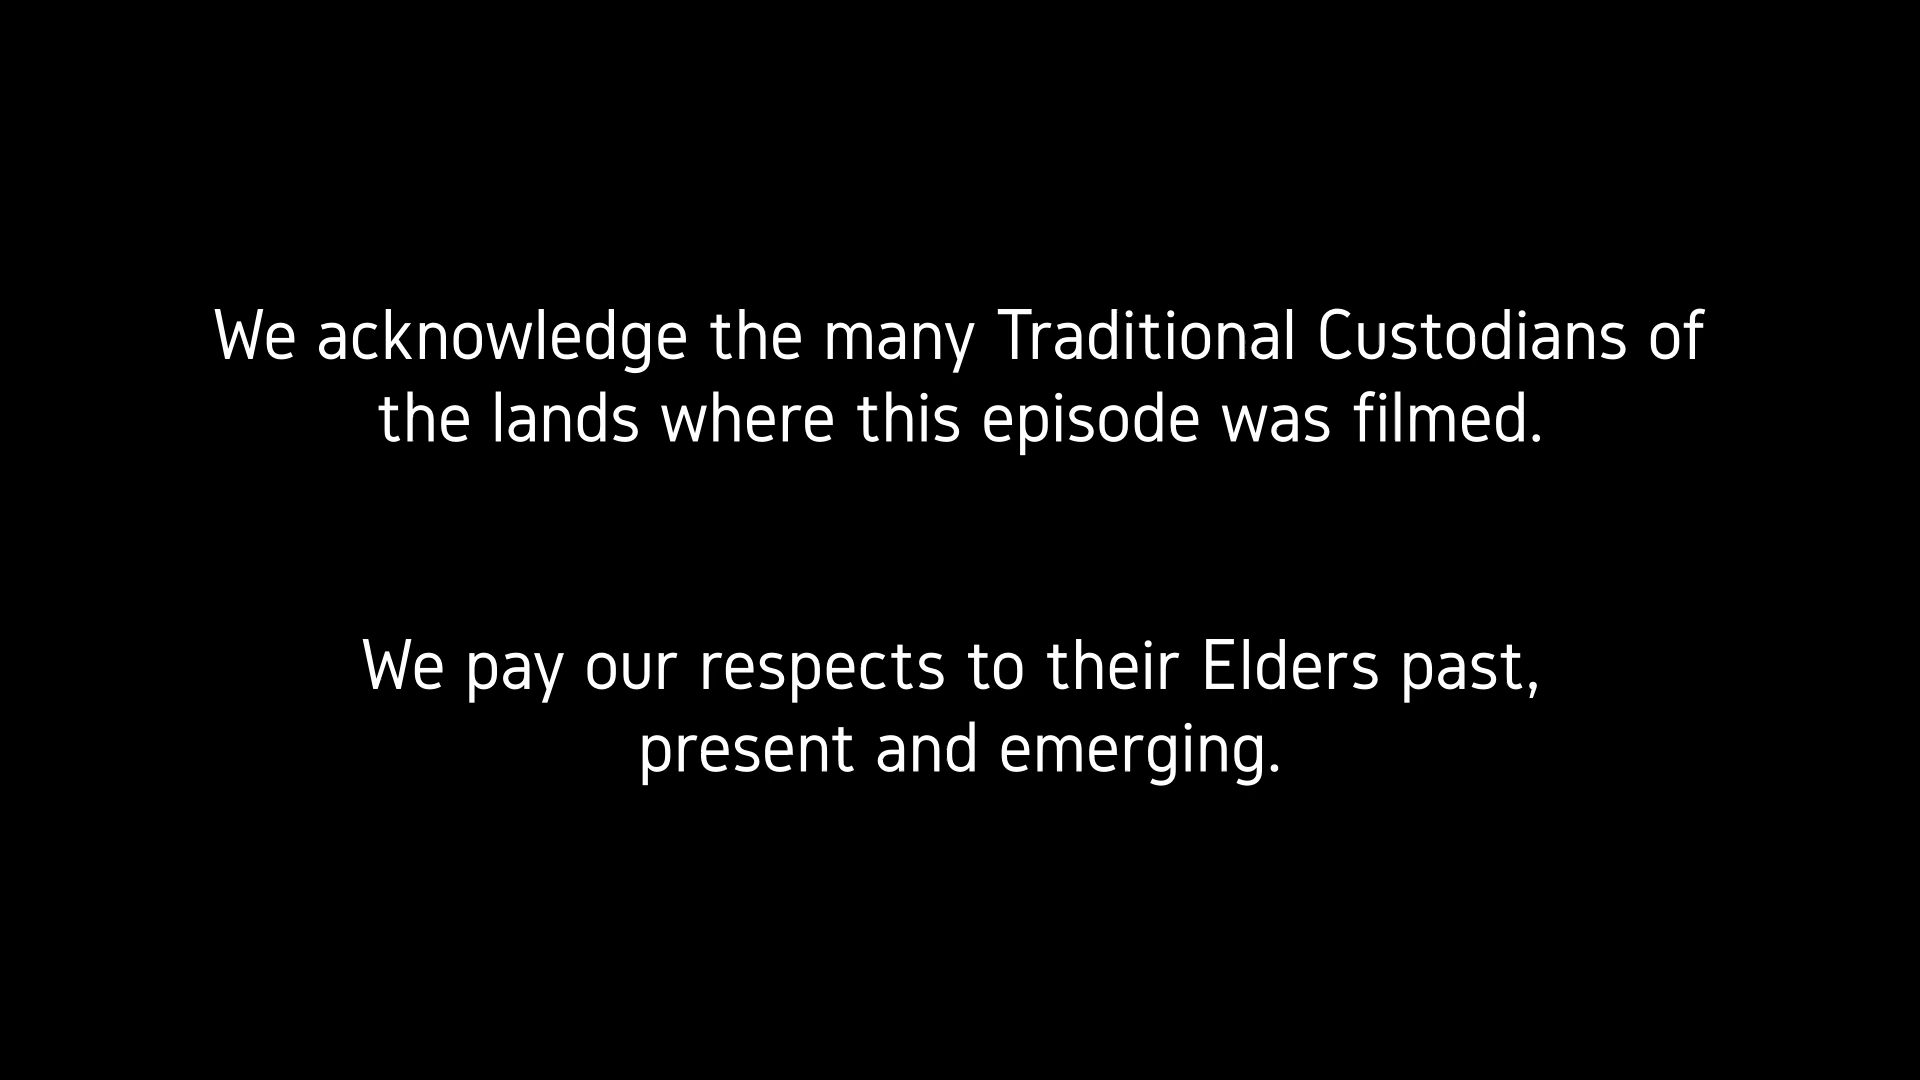 We acknowledge the many Traditional Custodians of
the lands where this episode was filmed.
We pay our respects to their Elders past,
present and emerging.